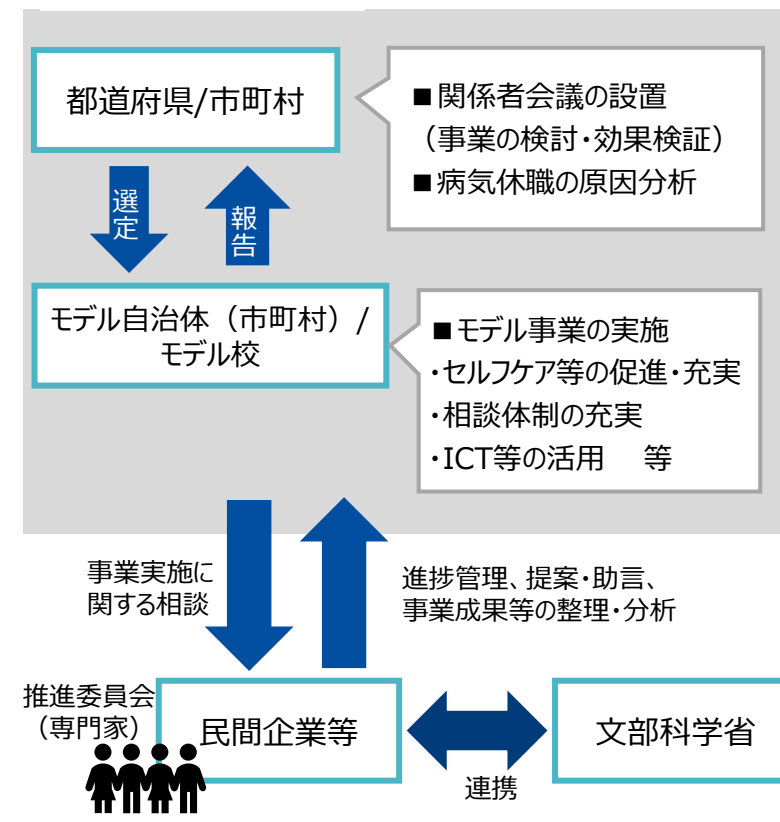 都道府県/市町村
■関係者会議の設置
（事業の検討・効果検証）
■病気休職の原因分析
選定
報告
モデル自治体（市町村）/
モデル校
■モデル事業の実施
・セルフケア等の促進・充実
・相談体制の充実
・ICT等の活用　等
事業実施に
関する相談
進捗管理、提案・助言、
事業成果等の整理・分析
推進委員会
（専門家）
民間企業等
連携
文部科学省